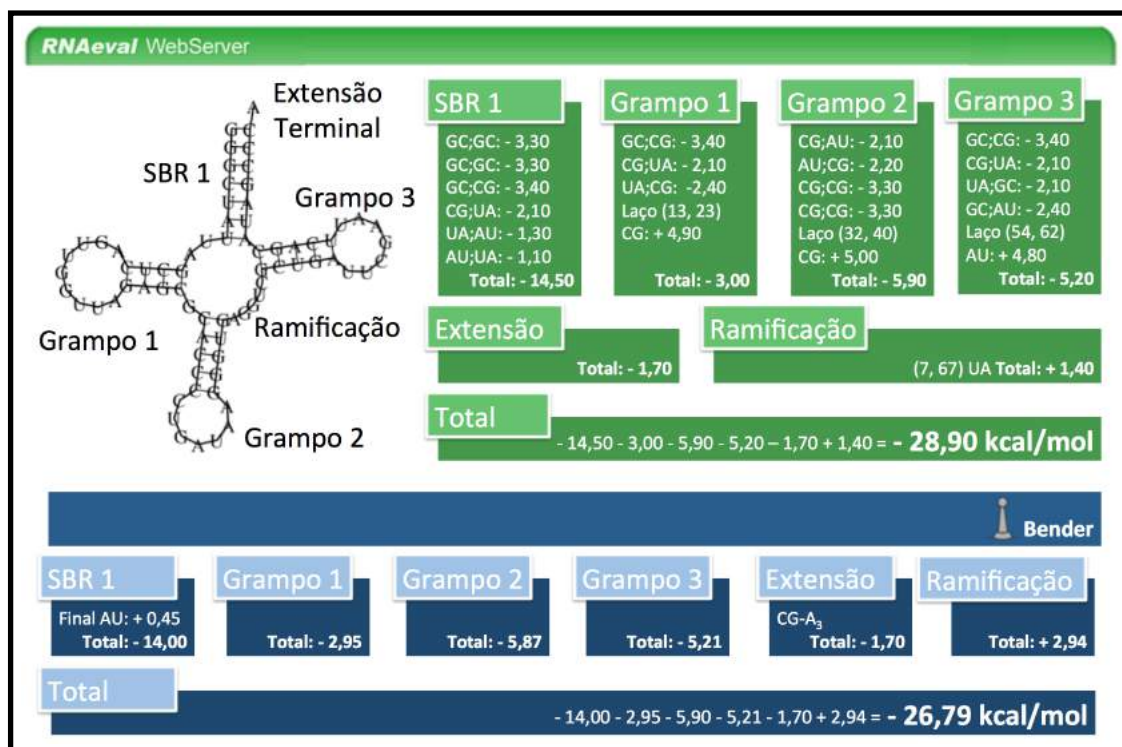 RNAeval WebServer
Extensão
Terminal
SBR 1
Grampo 3
Grampo 1
Ramificação
Grampo 2
SBR 1
GC;GC: - 3,30
GC;GC: - 3,30
GC;CG: - 3,40
CG;UA: - 2,10
UA;AU: - 1,30
AU;UA: - 1,10
Total: - 14,50
Grampo 1
GC;CG: - 3,40
CG;UA: - 2,10
UA;CG: -2,40
Laço (13, 23)
CG: + 4,90
Total: - 3,00
Grampo 2
CG;AU: - 2,10
AU;CG: - 2,20
CG;CG: - 3,30
CG;CG: - 3,30
Laço (32, 40)
CG: + 5,00
Total: - 5,90
Grampo 3
GC;CG: - 3,40
CG;UA: - 2,10
UA;GC: - 2,10
GC;AU: - 2,40
Laço (54, 62)
AU: + 4,80
Total: - 5,20
Extensão
Total: - 1,70
Ramificação
(7, 67) UA Total: + 1,40
Total
- 14,50 - 3,00 - 5,90 - 5,20 – 1,70 + 1,40 = - 28,90 kcal/mol
Bender
SBR 1
Final AU: + 0,45
Total: - 14,00
Grampo 1
Total: - 2,95
Grampo 2
Total: - 5,87
Grampo 3
Total: - 5,21
Extensão
CG-A3
Total: - 1,70
Ramificação
Total: + 2,94
Total
- 14,00 - 2,95 - 5,90 - 5,21 - 1,70 + 2,94 = - 26,79 kcal/mol